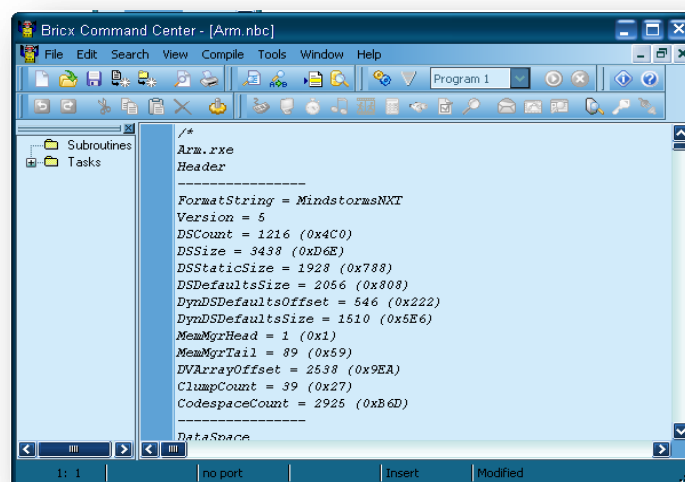 Bricx Command Center - [Arm.nbc]
File Edit Search View Compile Tools Window Help
Program 1
Subroutines
Tasks
/*
Arm.rxe
Header
----------------
FormatString = MindstormsNXT
Version = 5
DSCount = 1216 (0x4C0)
DSSize = 3438 (0xD6E)
DSStaticSize = 1928 (0x788)
DSDefaultsSize = 2056 (0x808)
DynDSDefaultsOffset = 546 (0x222)
DynDSDefaultsSize = 1510 (0x5E6)
MemMgrHead = 1 (0x1)
MemMgrTail = 89 (0x59)
DVArrayOffset = 2538 (0x9EA)
ClumpCount = 39 (0x27)
CodespaceCount = 2925 (0xB6D)
----------------
DataSpace
1: 1 no port Insert Modified